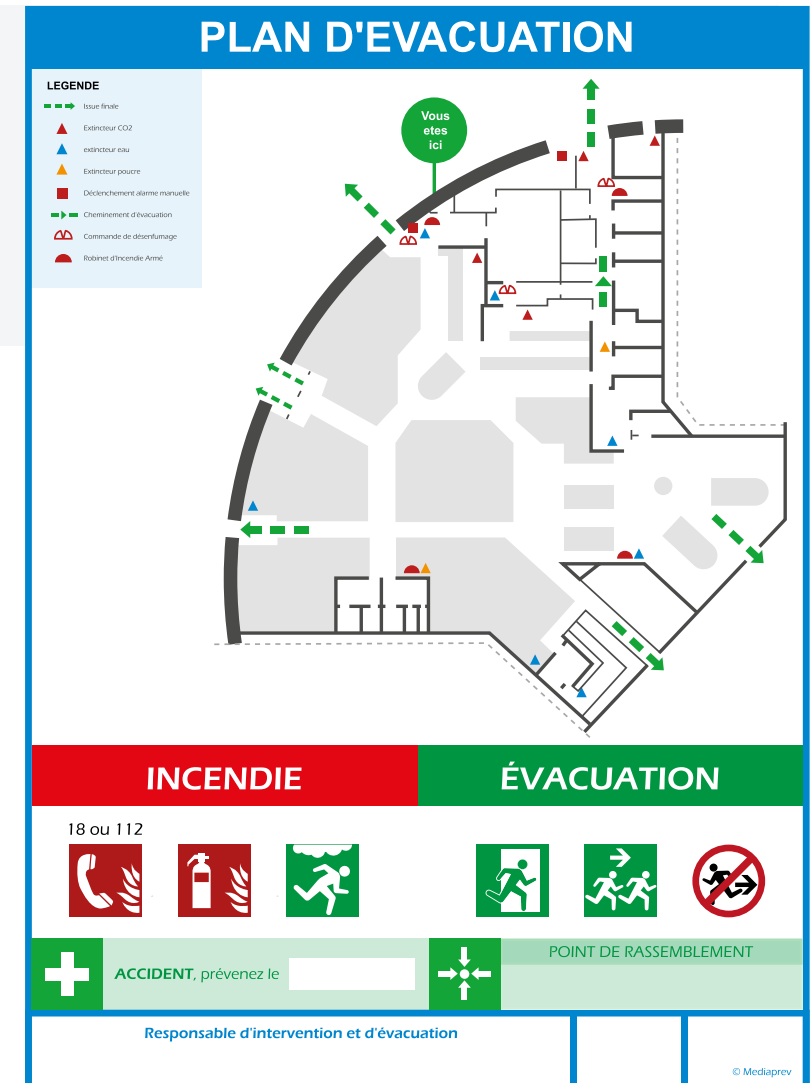 PLAN D'EVACUATION
LEGENDE
Issue finale
Extincteur CO2
extincteur eau
Extincteur poucre
Déclenchement alarme manuelle
Cheminement d'évacuation
Commande de désenfumage
Robinet d'Incendie Armé
Vous
etes
ici
INCENDIE
ÉVACUATION
18 ou 112
ACCIDENT, prévenez le
POINT DE RASSEMBLEMENT
Responsable d'intervention et d'évacuation
© Mediaprev